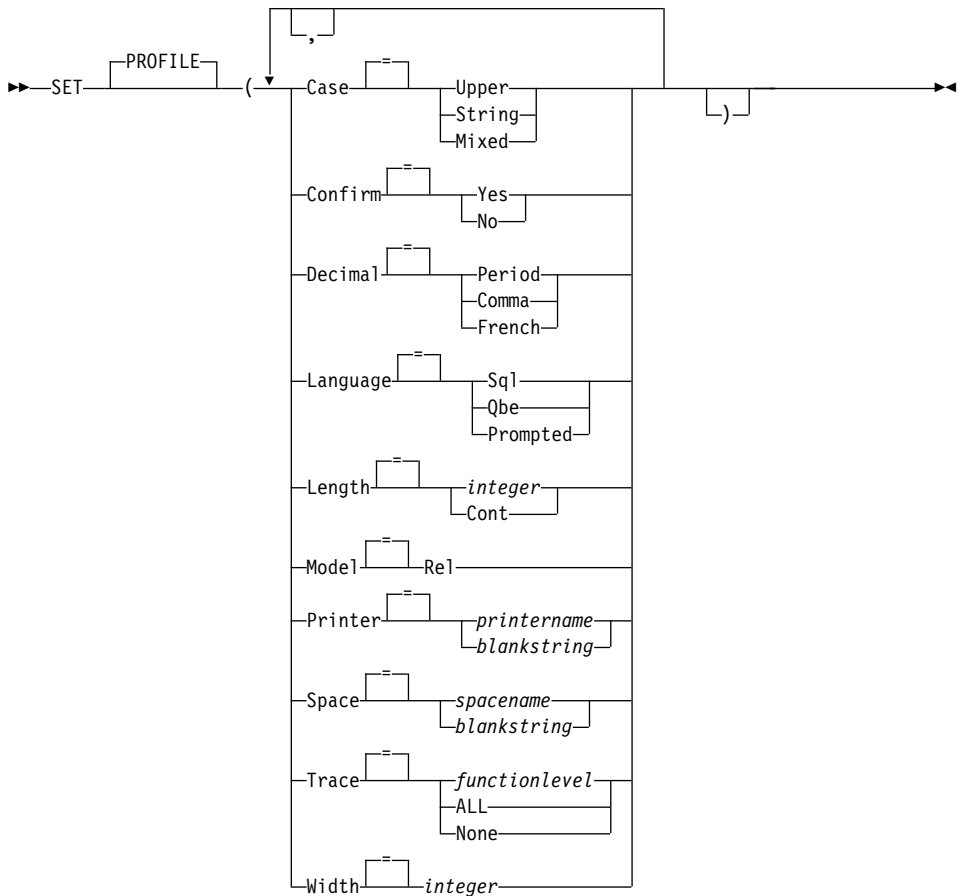 ,
PROFILE
SET ( Case = Upper )
String
Mixed
Confirm = Yes
No
Decimal = Period
Comma
French
Language = Sql
Qbe
Prompted
Length = integer
Cont
Model = Rel
Printer = printername
blankstring
Space = spacename
blankstring
Trace = functionlevel
ALL
None
Width = integer